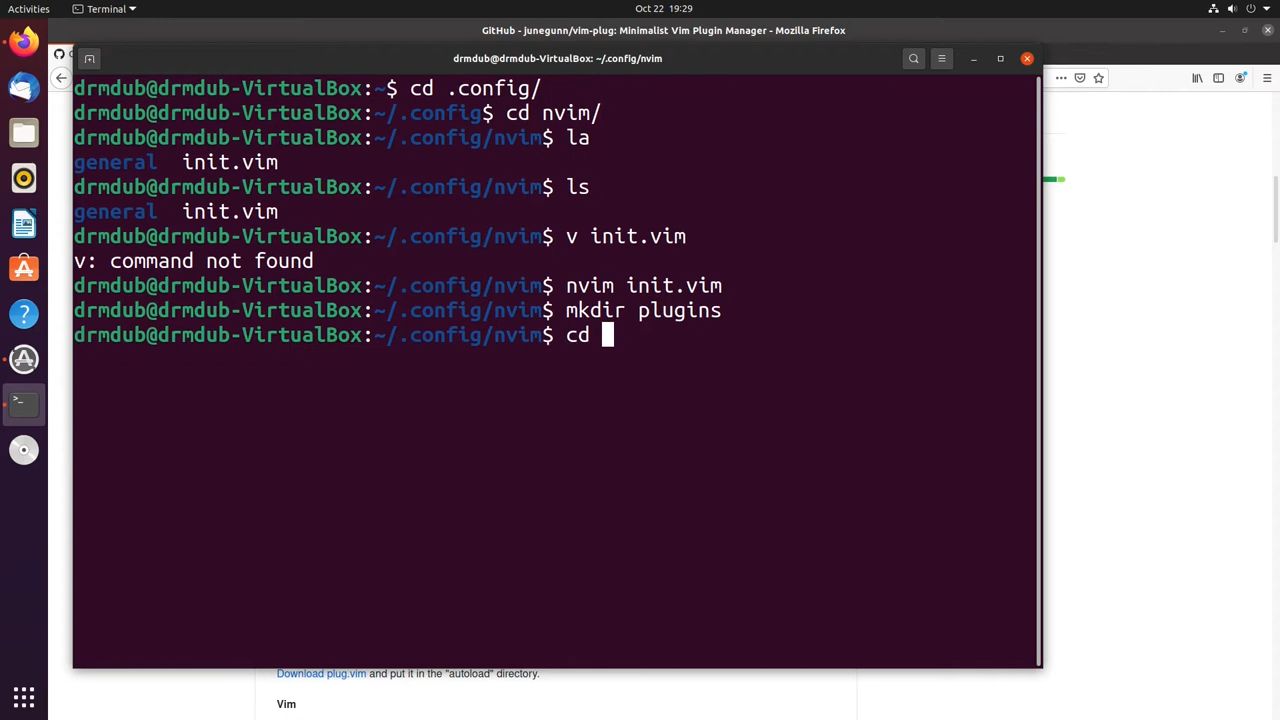 Activities
Terminal
Oct 22 19:29
GitHub - junegunn/vim-plug: Minimalist Vim Plugin Manager - Mozilla Firefox
drmdub@drmdub-VirtualBox: ~/.config/nvim
drmdub@drmdub-VirtualBox:~$ cd .config/
drmdub@drmdub-VirtualBox:~/.config$ cd nvim/
drmdub@drmdub-VirtualBox:~/.config/nvim$ la
general  init.vim
drmdub@drmdub-VirtualBox:~/.config/nvim$ ls
general  init.vim
drmdub@drmdub-VirtualBox:~/.config/nvim$ v init.vim
v: command not found
drmdub@drmdub-VirtualBox:~/.config/nvim$ nvim init.vim
drmdub@drmdub-VirtualBox:~/.config/nvim$ mkdir plugins
drmdub@drmdub-VirtualBox:~/.config/nvim$ cd
Download plug.vim and put it in the "autoload" directory.
Vim